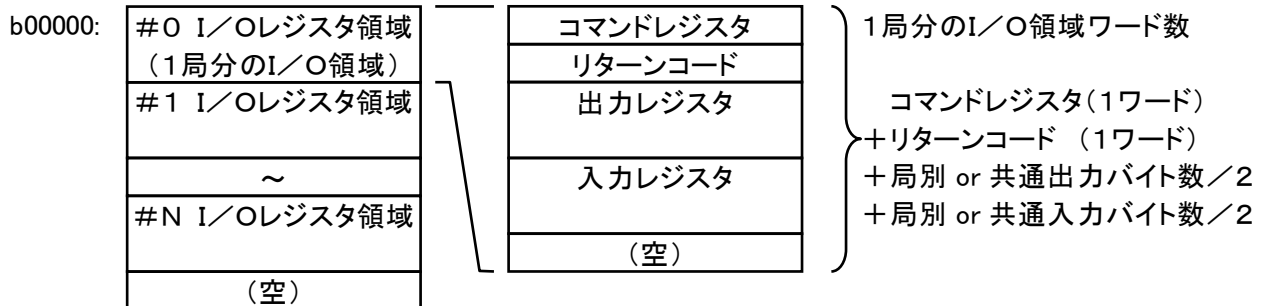 b00000:
#0 I/Oレジスタ領域
(1局分のI/O領域)
#1 I/Oレジスタ領域
~
#N I/Oレジスタ領域
(空)
コマンドレジスタ
リターンコード
出力レジスタ
入力レジスタ
(空)
1局分のI/O領域ワード数
コマンドレジスタ(1ワード)
+リターンコード (1ワード)
+局別 or 共通出力バイト数/2
+局別 or 共通入力バイト数/2